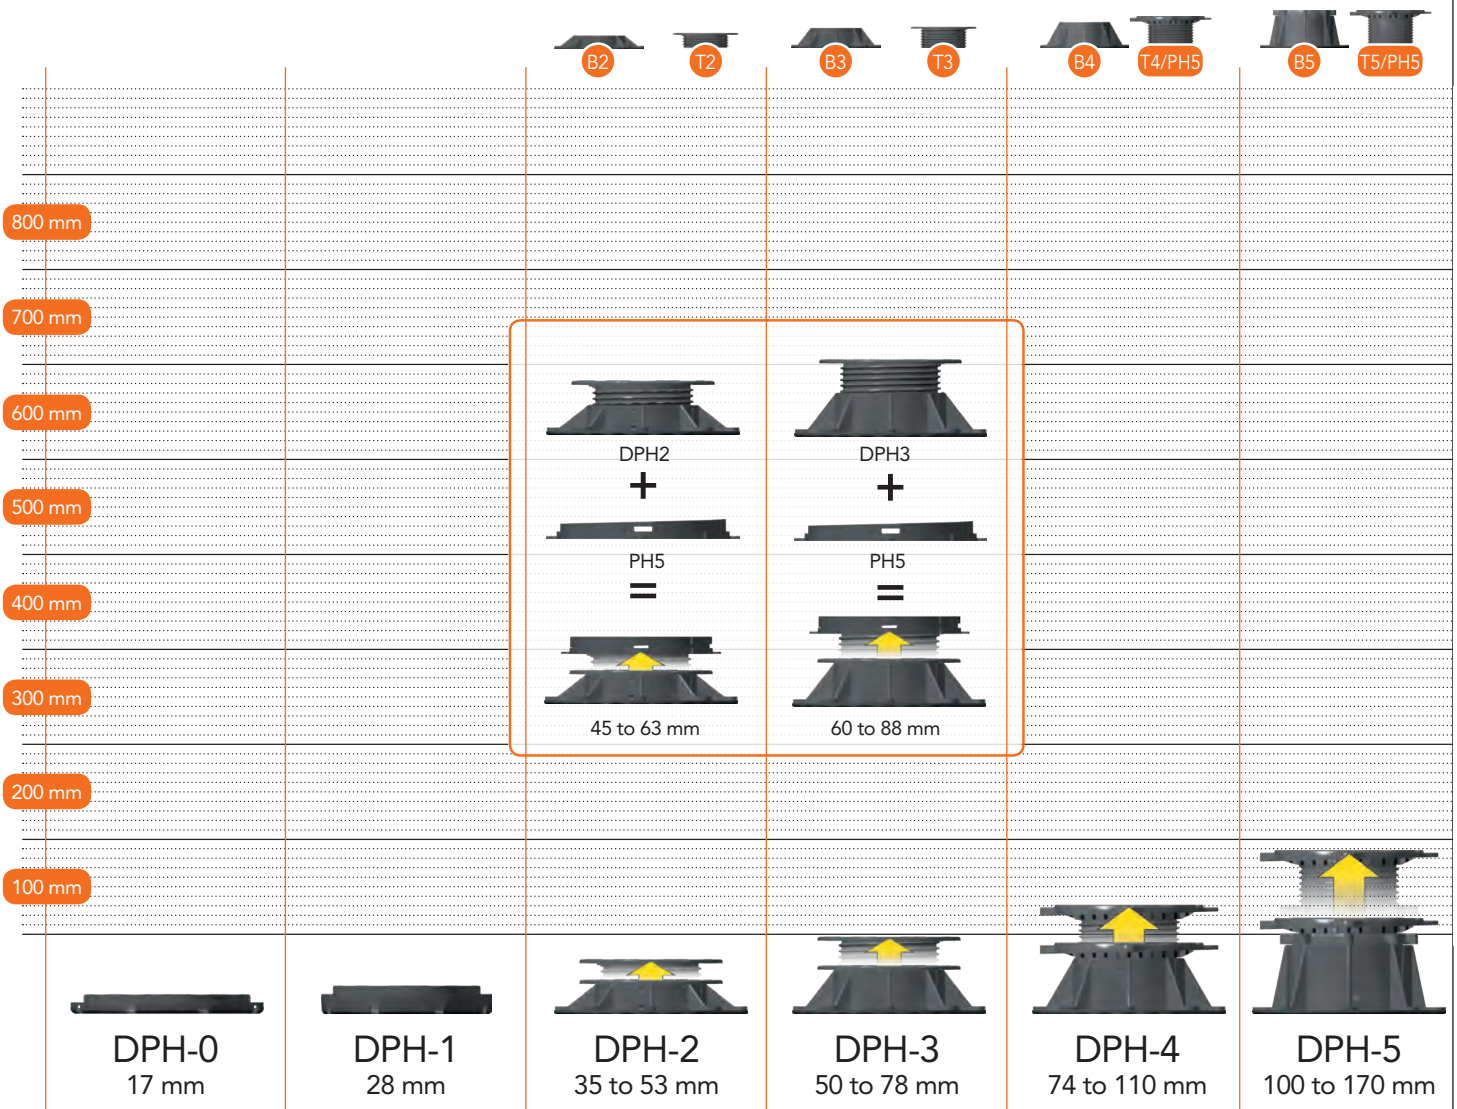 B2
T2
B3
T3
B4
T4/PH5
B5
T5/PH5
800 mm
700 mm
600 mm
500 mm
400 mm
300 mm
200 mm
100 mm
DPH2
+
PH5
=
45 to 63 mm
DPH3
+
PH5
=
60 to 88 mm
DPH-0
17 mm
DPH-1
28 mm
DPH-2
35 to 53 mm
DPH-3
50 to 78 mm
DPH-4
74 to 110 mm
DPH-5
100 to 170 mm